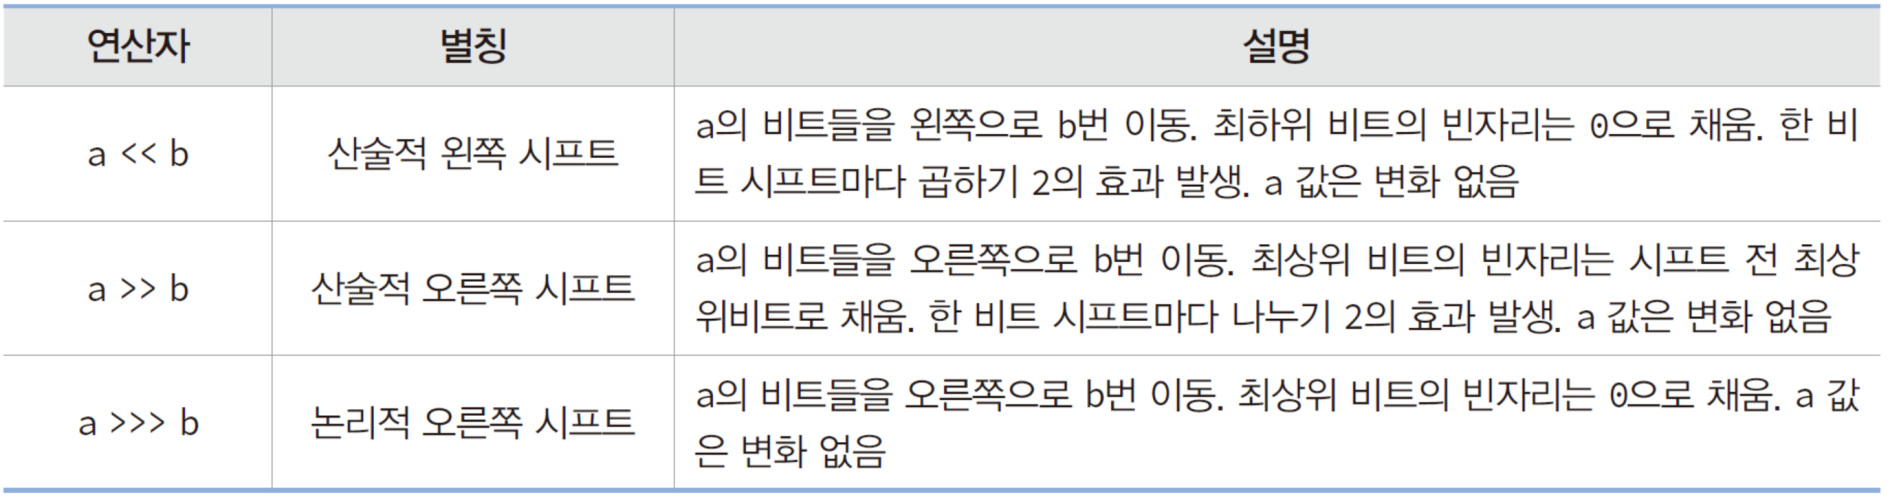 연산자 별칭 설명
a << b 산술적 왼쪽 시프트 a의 비트들을 왼쪽으로 b번 이동. 최하위 비트의 빈자리는 0으로 채움. 한 비
트 시프트마다 곱하기 2의 효과 발생. a 값은 변화 없음
a >> b 산술적 오른쪽 시프트 a의 비트들을 오른쪽으로 b번 이동. 최상위 비트의 빈자리는 시프트 전 최상
위비트로 채움. 한 비트 시프트마다 나누기 2의 효과 발생. a 값은 변화 없음
a >>> b 논리적 오른쪽 시프트 a의 비트들을 오른쪽으로 b번 이동. 최상위 비트의 빈자리는 0으로 채움. a 값
은 변화 없음